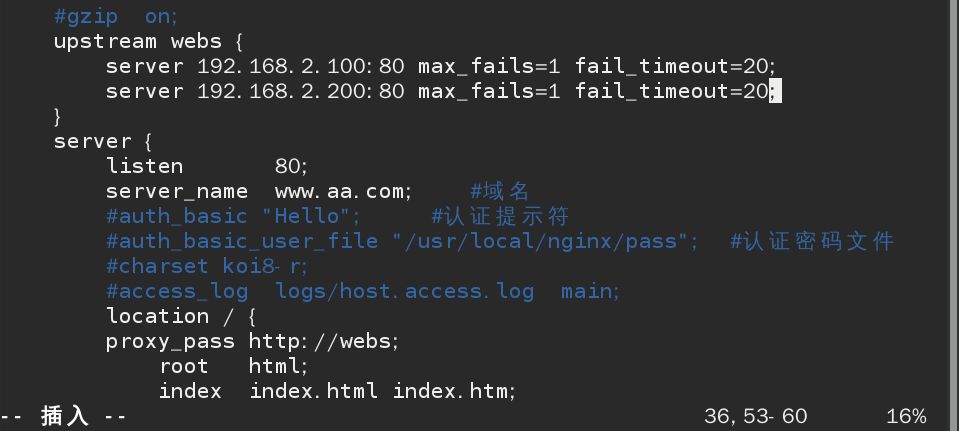 #gzip  on;
upstream webs {
server 192.168.2.100:80 max_fails=1 fail_timeout=20;
server 192.168.2.200:80 max_fails=1 fail_timeout=20;
}
server {
listen       80;
server_name  www.aa.com;    #域名
#auth_basic "Hello";     #认证提示符
#auth_basic_user_file "/usr/local/nginx/pass";  #认证密码文件
#charset koi8-r;
#access_log  logs/host.access.log  main;
location / {
proxy_pass http://webs;
root   html;
index  index.html index.htm;
-- 插入 --                    36,53-60      16%